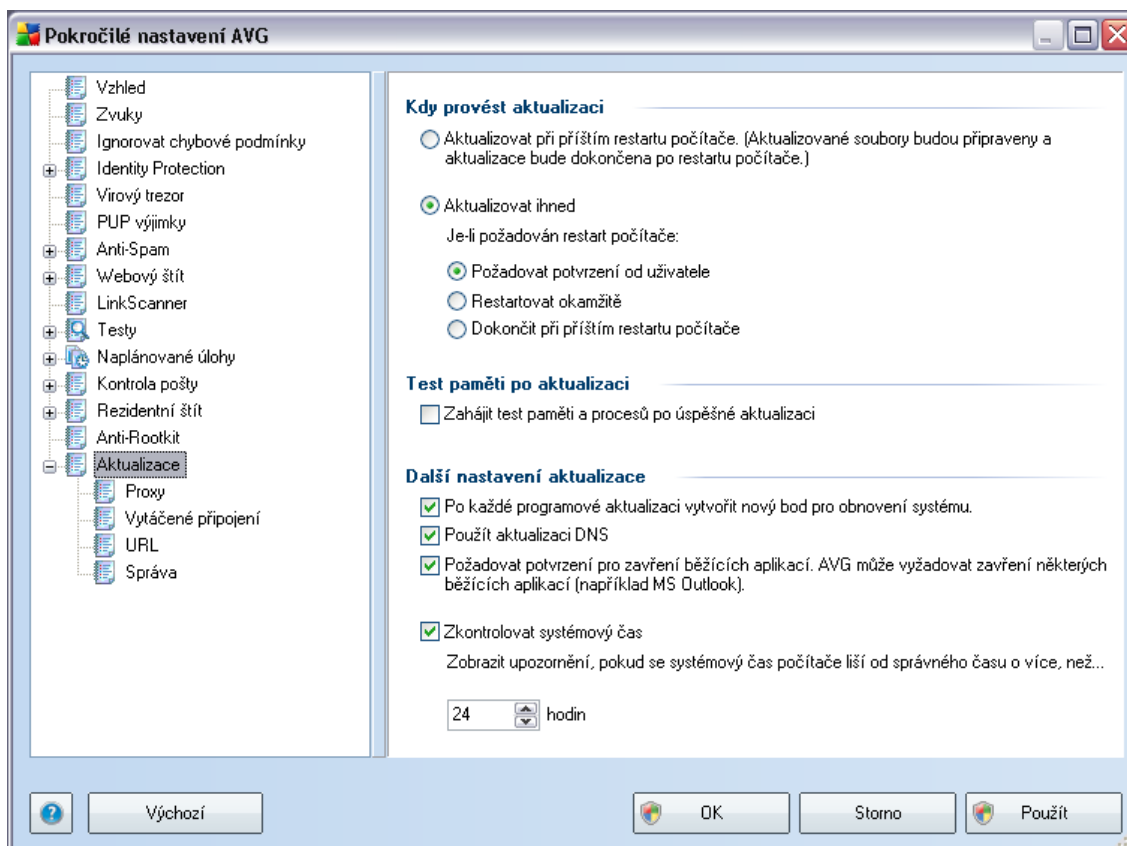 Pokročilé nastavení AVG
Vzhled
Zvuky
Ignorovat chybové podmínky
Identity Protection
Virový trezor
PUP výjimky
Anti-Spam
Webový štít
LinkScanner
Testy
Naplánované úlohy
Kontrola pošty
Rezidentní štít
Anti-Rootkit
Aktualizace
Proxy
Vytáčené připojení
URL
Správa
Kdy provést aktualizaci
Aktualizovat při příštím restartu počítače. (Aktualizované soubory budou připraveny a
aktualizace bude dokončena po restartu počítače.)
Aktualizovat ihned
Je-li požadován restart počítače:
Požadovat potvrzení od uživatele
Restartovat okamžitě
Dokončit při příštím restartu počítače
Test paměti po aktualizaci
Zahájit test paměti a procesů po úspěšné aktualizaci
Další nastavení aktualizace
Po každé programové aktualizaci vytvořit nový bod pro obnovení systému.
Použít aktualizaci DNS
Požadovat potvrzení pro zavření běžících aplikací. AVG může vyžadovat zavření některých
běžících aplikací (například MS Outlook).
Zkontrolovat systémový čas
Zobrazit upozornění, pokud se systémový čas počítače liší od správného času o více, než...
24 hodin
Výchozí
OK
Storno
Použít